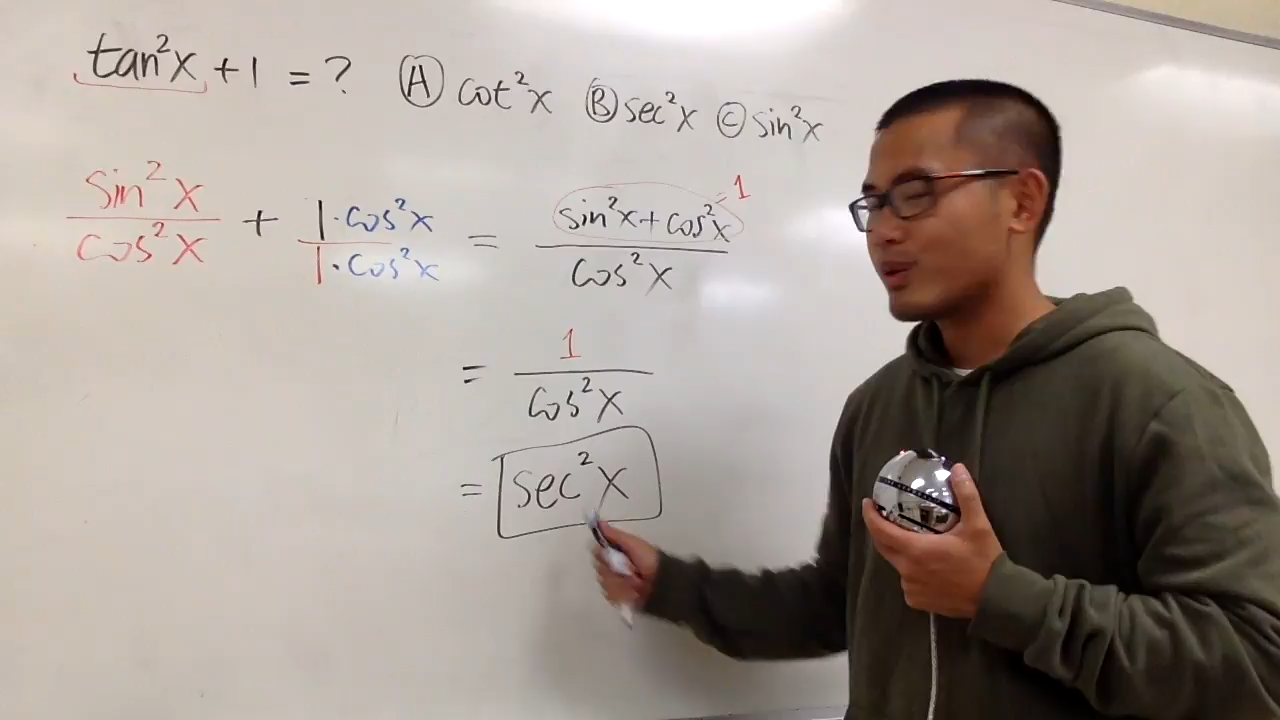 tan²x + 1 = ? Ⓐ cot²x Ⓑ sec²x Ⓒ sin²x
sin²x/cos²x + 1·cos²x/1·cos²x = sin²x + cos²x/cos²x = 1
= 1/cos²x
= sec²x